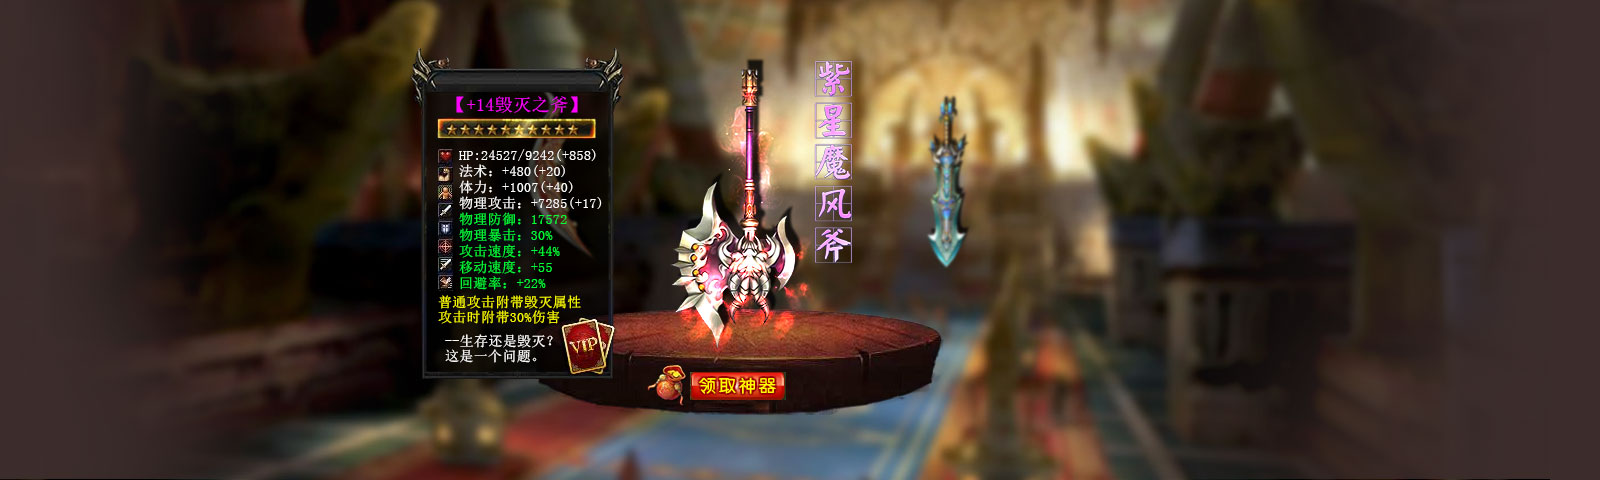 【+14毁灭之斧】
HP:24527/9242(+858)
法术：+480(+20)
体力：+1007(+40)
物理攻击：+7285(+17)
物理防御：17572
物理暴击：30%
攻击速度：+44%
移动速度：+55
回避率：+22%
普通攻击附带毁灭属性
攻击时附带30%伤害
--生存还是毁灭？
这是一个问题。
VIP
紫星魔风斧
领取神器